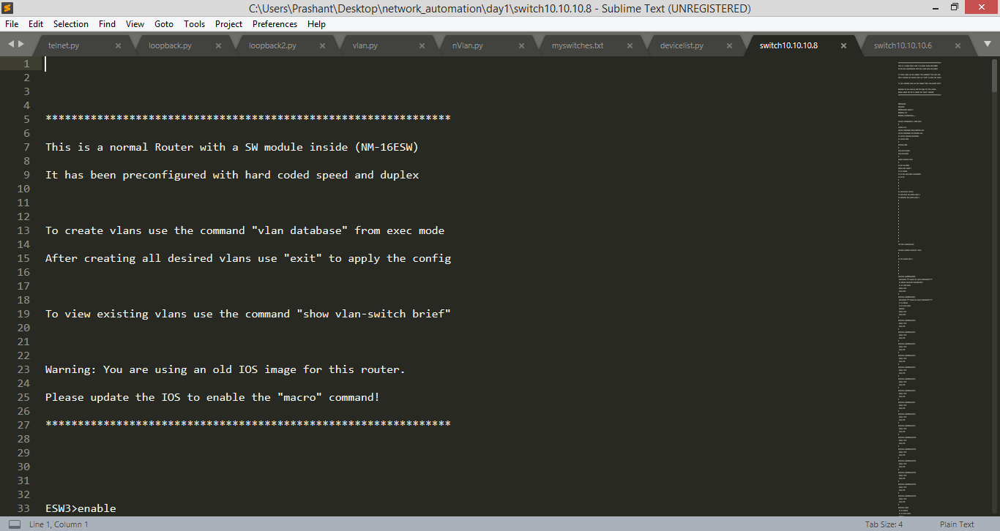 C:\Users\Prashant\Desktop\network_automation\day1\switch10.10.10.8 - Sublime Text (UNREGISTERED)
File Edit Selection Find View Goto Tools Project Preferences Help
telnet.py loopback.py loopback2.py vlan.py nVlan.py myswitches.txt devicelist.py switch10.10.10.8 switch10.10.10.6
1
2
3
4
5 ***************************************************************
6
7 This is a normal Router with a SW module inside (NM-16ESW)
8
9 It has been preconfigured with hard coded speed and duplex
10
11
12
13 To create vlans use the command "vlan database" from exec mode
14
15 After creating all desired vlans use "exit" to apply the config
16
17
18
19 To view existing vlans use the command "show vlan-switch brief"
20
21
22
23 Warning: You are using an old IOS image for this router.
24
25 Please update the IOS to enable the "macro" command!
26
27 ***************************************************************
28
29
30
31
32
33 ESW3>enable
Line 1, Column 1 Tab Size: 4 Plain Text